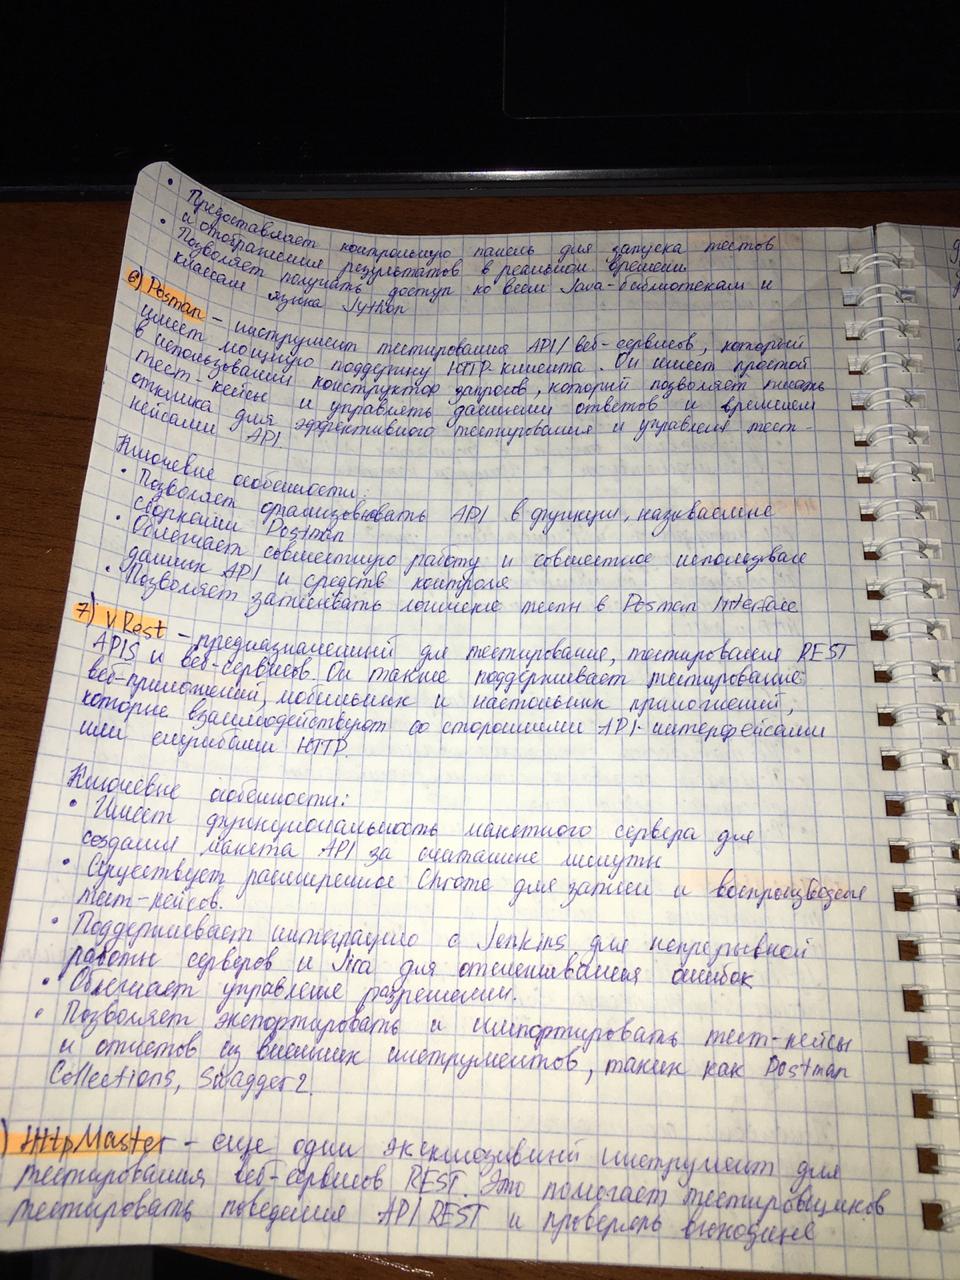 • Предоставляет контрольную панель для запуска тестов
и отображения результатов в реальном времени
• Позволяет получать доступ ко всем Java-библиотекам и
классам языка Jython
6) Posman - инструмент тестирования API/веб-сервисов, который
имеет мощную поддержку HTTP-клиента. Он имеет простой
в использовании конструктор запросов, который позволяет писать
тест-кейсы и управлять данными ответов и временем
отклика для эффективного тестирования и управления тест-
кейсами API
Ключевые особенности:
• Позволяет организовывать API в функции, называемые
сборками Postman
• Облегчает совместную работу и совместное использование
данных API и средств контроля
• Позволяет записывать логические тесты в Posman Interface
7) vRest - предназначенный для тестирование, тестирования REST
APIS и веб-сервисов. Он также поддерживает тестирование
веб-приложений, мобильных и настольных приложений,
которые взаимодействуют со сторонними API-интерфейсами
или службами HTTP.
Ключевые особенности:
• Имеет функциональность макетного сервера для
создания макета API за считанные минуты
• Существует расширение Chrome для записи и воспроизведения
тест-кейсов.
• Поддерживает интеграцию с Jenkins для непрерывной
работы серверов и Jira для отслеживания ошибок
• Облегчает управление разрешениями.
• Позволяет экспортировать и импортировать тест-кейсы
и отчетов из внешних инструментов, таких как Postman
Collections, Swagger 2.
) HttpMaster - еще один эксклюзивный инструмент для
тестирования веб-сервисов REST. Это помогает тестировщиков
тестировать поведения API REST и проверять выходные